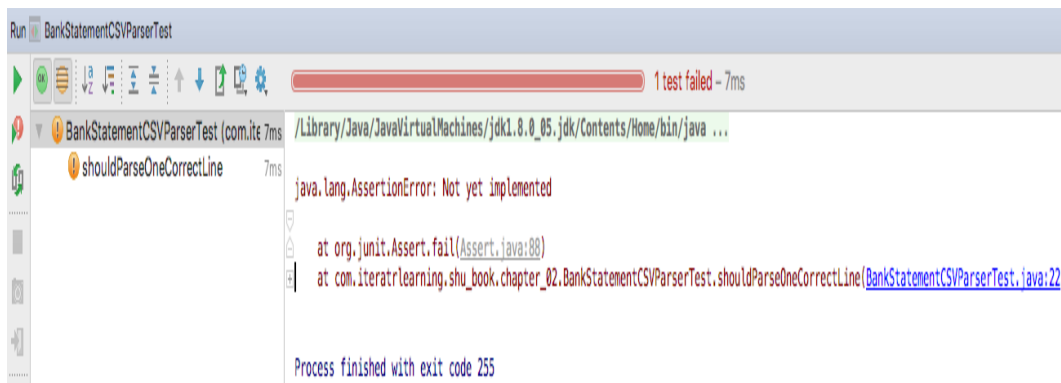 Run BankStatementCSVParserTest
1 test failed – 7ms
BankStatementCSVParserTest (com.ite 7ms
shouldParseOneCorrectLine 7ms
/Library/Java/JavaVirtualMachines/jdk1.8.0_05.jdk/Contents/Home/bin/java ...
java.lang.AssertionError: Not yet implemented
at org.junit.Assert.fail(Assert.java:88)
at com.iteratrlearning.shu_book.chapter_02.BankStatementCSVParserTest.shouldParseOneCorrectLine(BankStatementCSVParserTest.java:22
Process finished with exit code 255